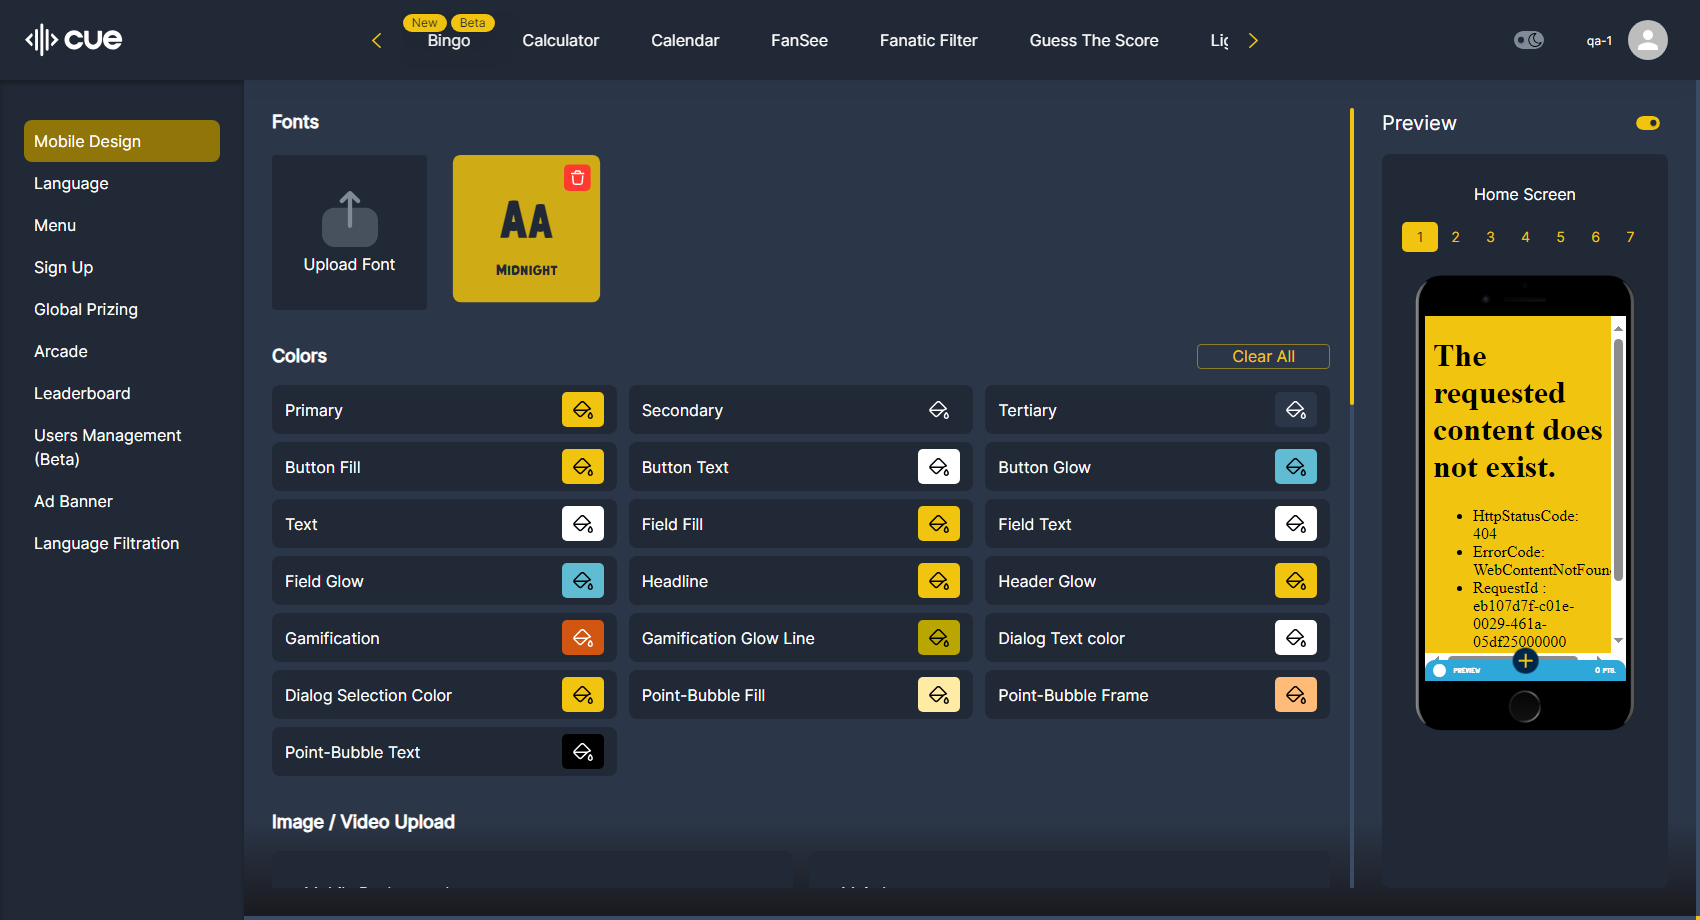 cue
New
Beta
Bingo
Calculator
Calendar
FanSee
Fanatic Filter
Guess The Score
qa-1
Mobile Design
Language
Menu
Sign Up
Global Prizing
Arcade
Leaderboard
Users Management
(Beta)
Ad Banner
Language Filtration
Fonts
Upload Font
AA
MIDNIGHT
Colors
Clear All
Primary
Secondary
Tertiary
Button Fill
Button Text
Button Glow
Text
Field Fill
Field Text
Field Glow
Headline
Header Glow
Gamification
Gamification Glow Line
Dialog Text color
Dialog Selection Color
Point-Bubble Fill
Point-Bubble Frame
Point-Bubble Text
Image / Video Upload
Preview
Home Screen
1 2 3 4 5 6 7
The
requested
content does
not exist.
HttpStatusCode:
404
ErrorCode:
WebContentNotFoun
RequestId :
eb107d7f-c01e-
0029-461a-
05df25000000
PREVIEW
0 PTS.